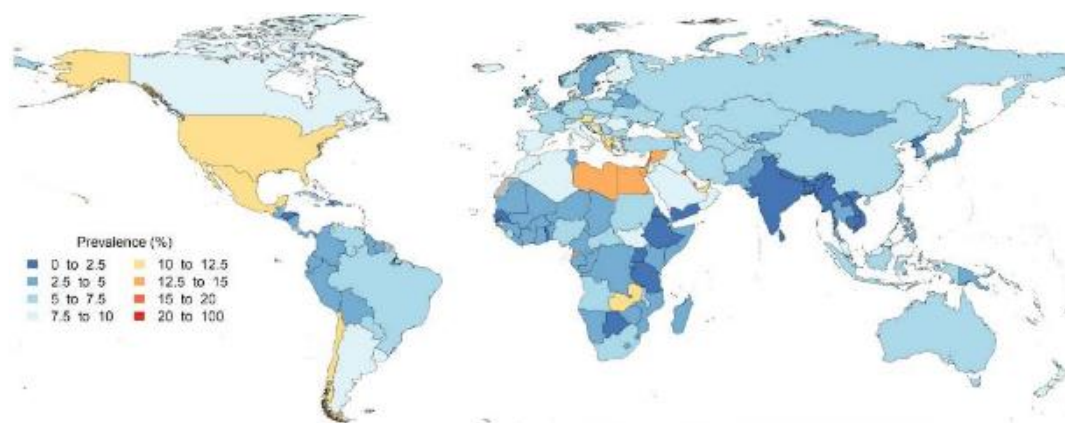 Prevalence (%)
0 to 2.5 10 to 12.5
2.5 to 5 12.5 to 15
5 to 7.5 15 to 20
7.5 to 10 20 to 100